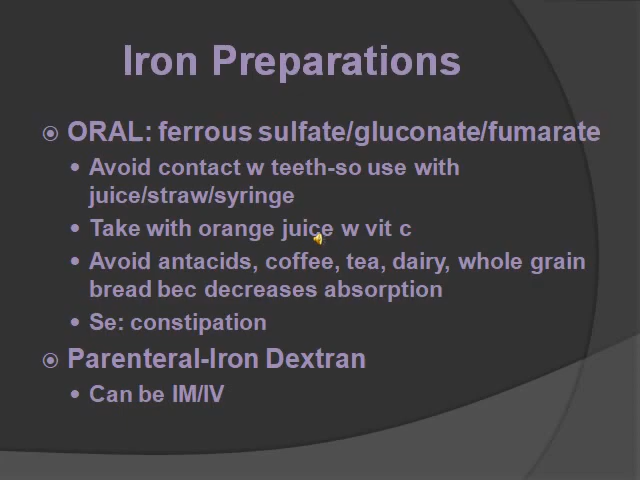 Iron Preparations
ORAL: ferrous sulfate/gluconate/fumarate
Avoid contact w teeth-so use with
juice/straw/syringe
Take with orange juice w vit c
Avoid antacids, coffee, tea, dairy, whole grain
bread bec decreases absorption
Se: constipation
Parenteral-Iron Dextran
Can be IM/IV